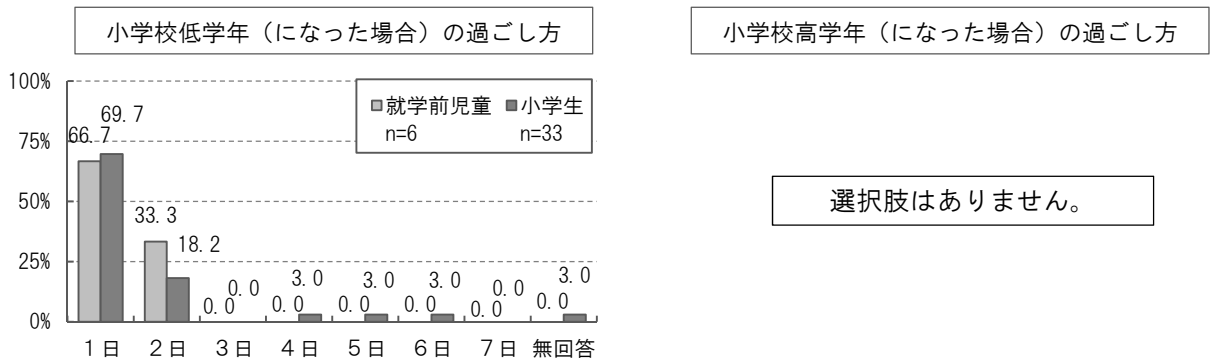 小学校低学年（になった場合）の過ごし方
小学校高学年（になった場合）の過ごし方
100%
75%
50%
25%
0%
就学前児童 小学生
n=6 n=33
66.7 69.7
33.3 18.2
0.0 0.0
0.0 3.0
0.0 3.0
0.0 3.0
0.0 0.0
0.0 3.0
1日 2日 3日 4日 5日 6日 7日 無回答
選択肢はありません。